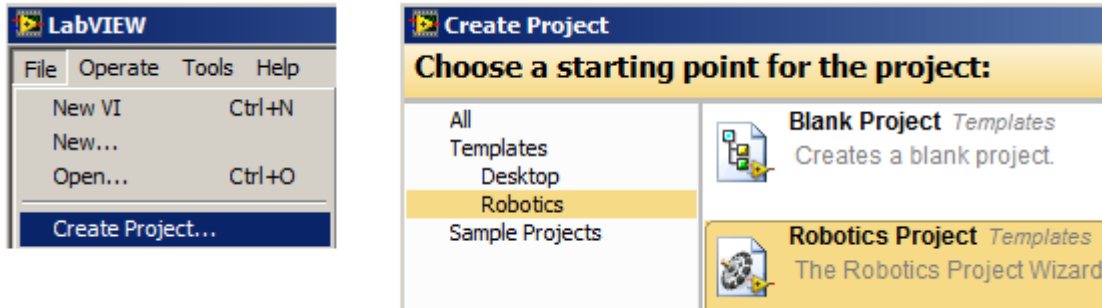 LabVIEW
File Operate Tools Help
New VI Ctrl+N
New...
Open... Ctrl+O
Create Project...
Create Project
Choose a starting point for the project:
All
Templates
Desktop
Robotics
Sample Projects
Blank Project Templates
Creates a blank project.
Robotics Project Templates
The Robotics Project Wizard